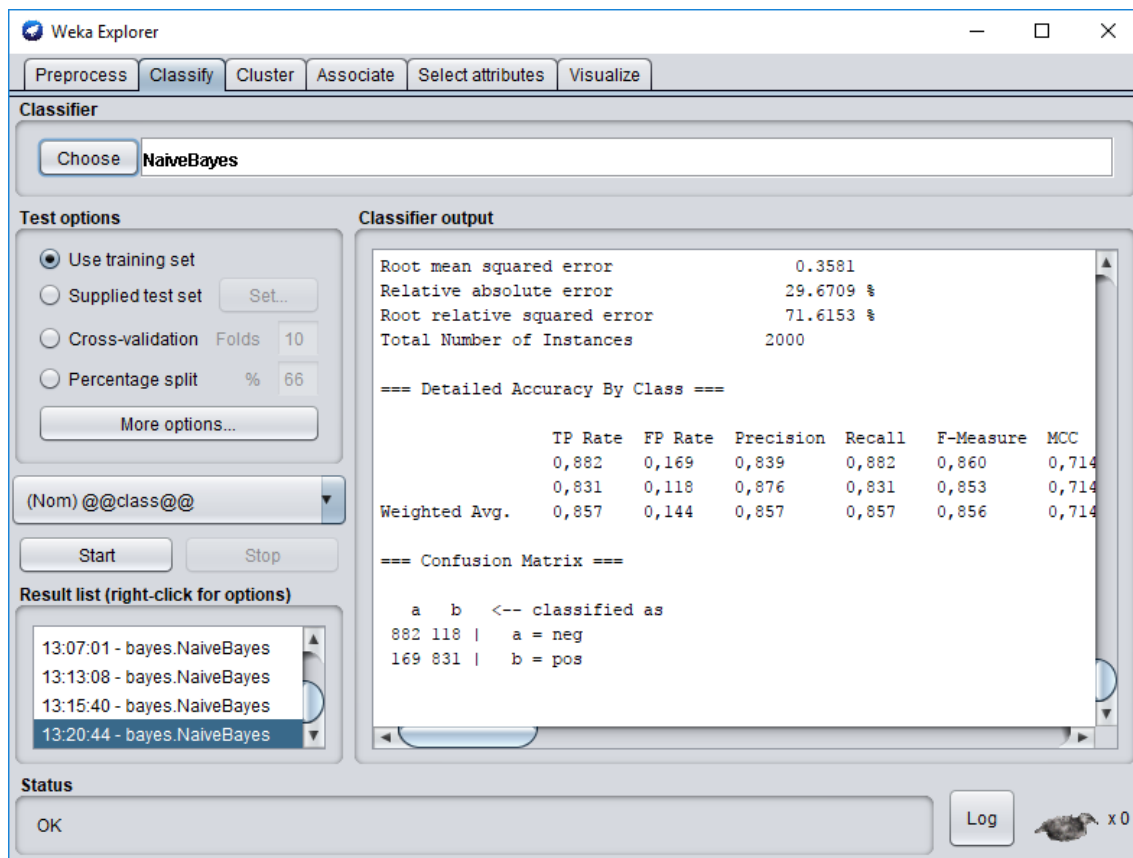 Weka Explorer
Preprocess Classify Cluster Associate Select attributes Visualize
Classifier
Choose NaiveBayes
Test options
Use training set
Supplied test set Set...
Cross-validation Folds 10
Percentage split % 66
More options...
(Nom) @@class@@
Start Stop
Result list (right-click for options)
13:07:01 - bayes.NaiveBayes
13:13:08 - bayes.NaiveBayes
13:15:40 - bayes.NaiveBayes
13:20:44 - bayes.NaiveBayes
Classifier output
Root mean squared error 0.3581
Relative absolute error 29.6709 %
Root relative squared error 71.6153 %
Total Number of Instances 2000
=== Detailed Accuracy By Class ===
TP Rate FP Rate Precision Recall F-Measure MCC
0,882 0,169 0,839 0,882 0,860 0,714
0,831 0,118 0,876 0,831 0,853 0,714
Weighted Avg. 0,857 0,144 0,857 0,857 0,856 0,714
=== Confusion Matrix ===
a b <-- classified as
882 118 | a = neg
169 831 | b = pos
Status
OK
Log
x 0